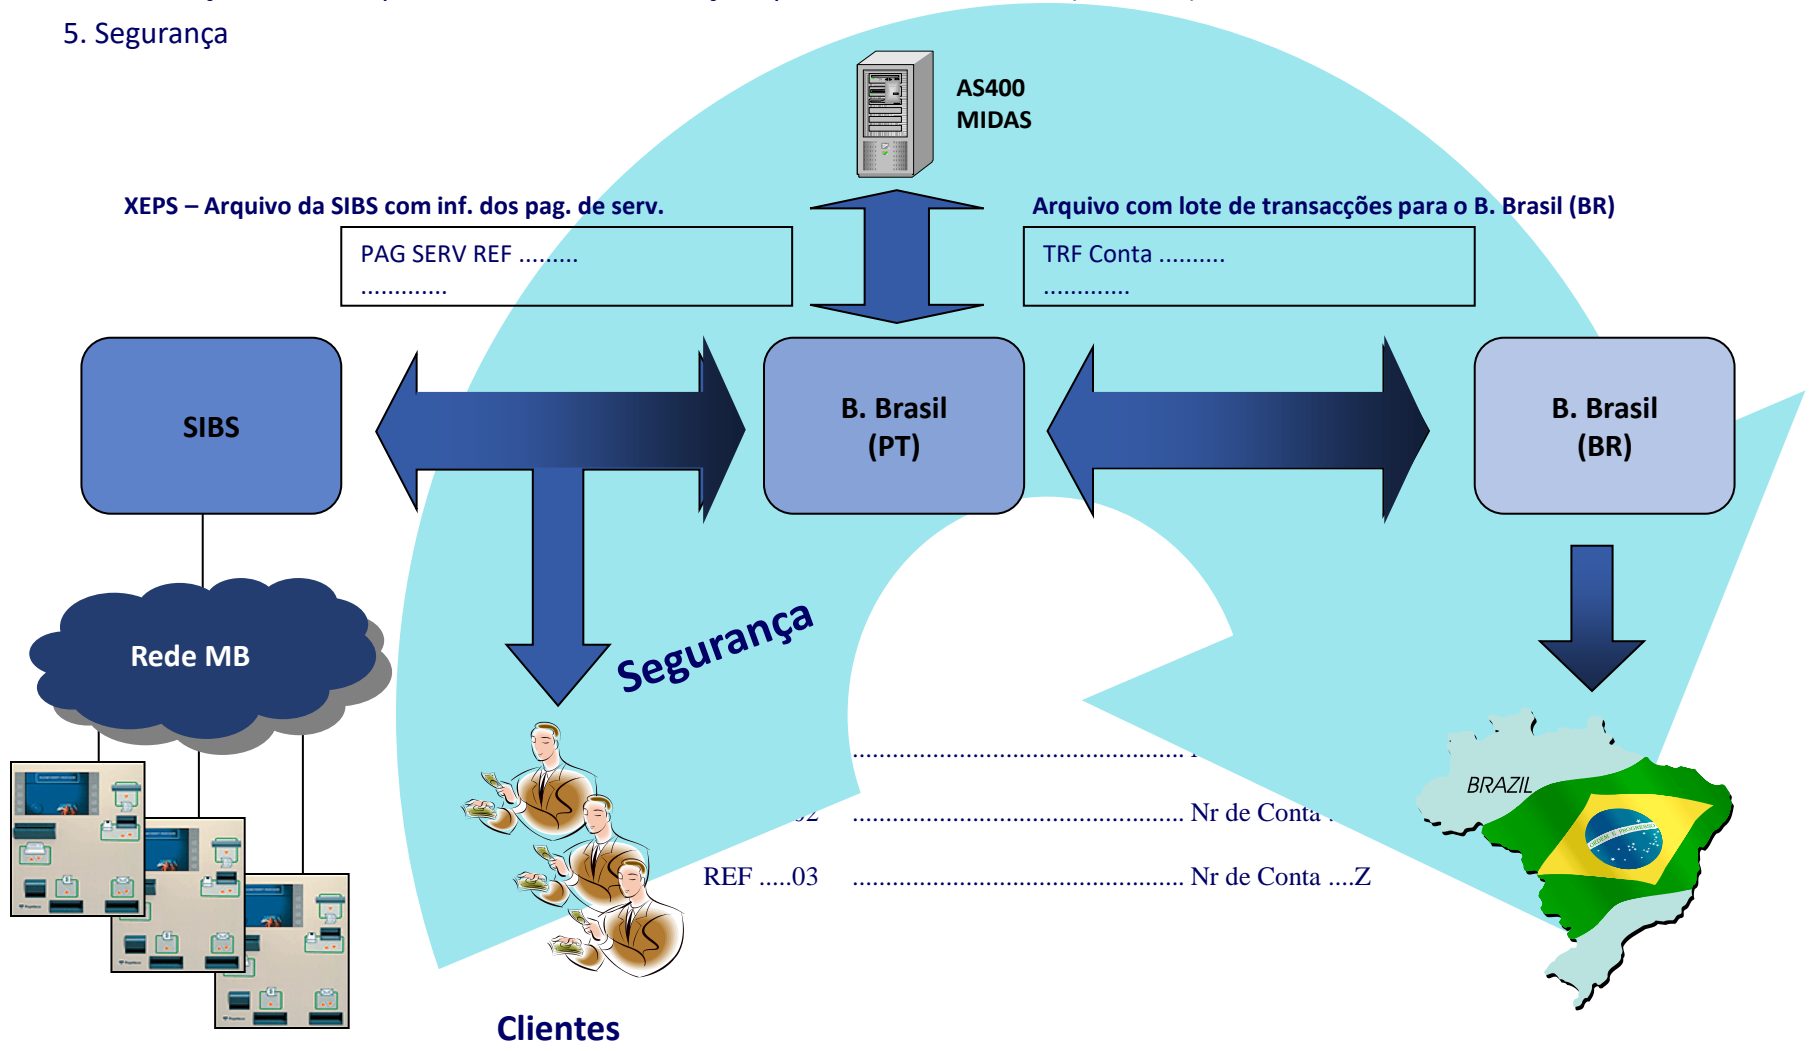 5. Segurança
AS400
MIDAS
XEPS – Arquivo da SIBS com inf. dos pag. de serv.
Arquivo com lote de transacções para o B. Brasil (BR)
PAG SERV REF .........
.............
TRF Conta ..........
.............
SIBS
B. Brasil
(PT)
B. Brasil
(BR)
Rede MB
Segurança
BRAZIL
ORDEM E PROGRESSO
Nr de Conta .
REF .....03 .................................................. Nr de Conta ....Z
Clientes